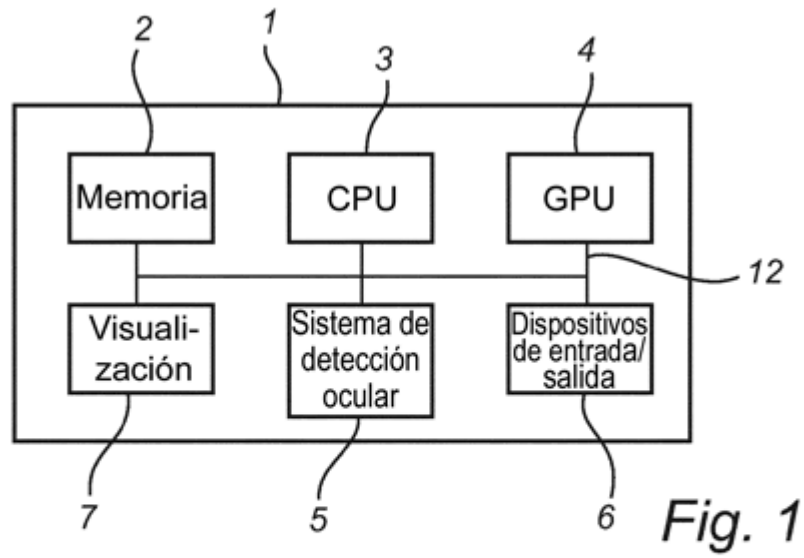 2
1
3
4
Memoria
CPU
GPU
12
Visuali-
zación
Sistema de
detección
ocular
Dispositivos
de entrada/
salida
7
5
6
Fig. 1